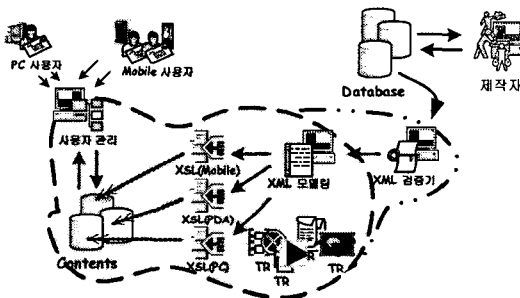 PC 사용자
Mobile 사용자
Database
제작자
사용자 관리
XSL(Mobile)
XML 모델링
XML 검증기
XSL(PDA)
Contents
XSL(PC)
TR
TR
TR